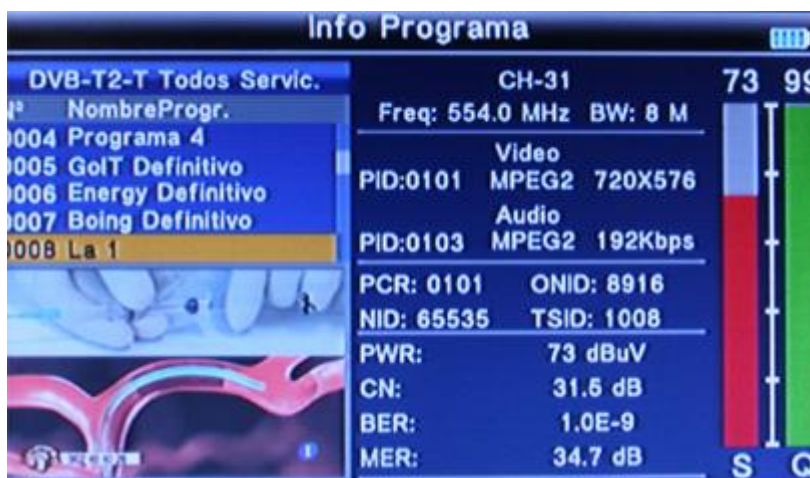 Info Programa
DVB-T2-T Todos Servic.
Nº NombreProgr.
0004 Programa 4
0005 GolT Definitivo
0006 Energy Definitivo
0007 Boing Definitivo
0008 La 1
CH-31
Freq: 554.0 MHz BW: 8 M
Video
PID:0101 MPEG2 720X576
Audio
PID:0103 MPEG2 192Kbps
PCR: 0101 ONID: 8916
NID: 65535 TSID: 1008
PWR: 73 dBuV
CN: 31.5 dB
BER: 1.0E-9
MER: 34.7 dB
73 99
S Q